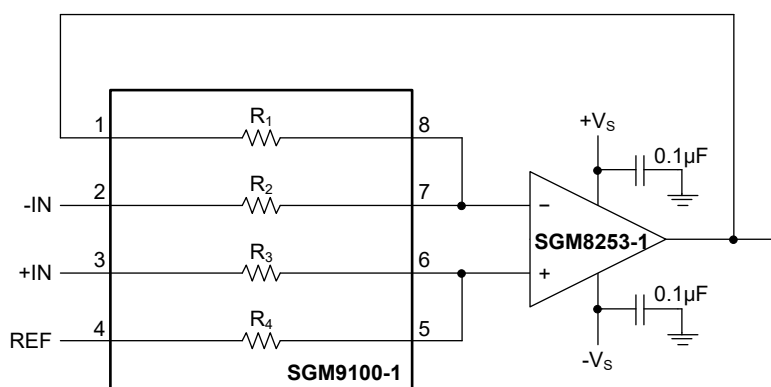 R1
1
8
R2
-IN
2
7
R3
+IN
3
6
R4
REF
4
5
SGM9100-1
+VS
0.1µF
−
SGM8253-1
+
0.1µF
-VS